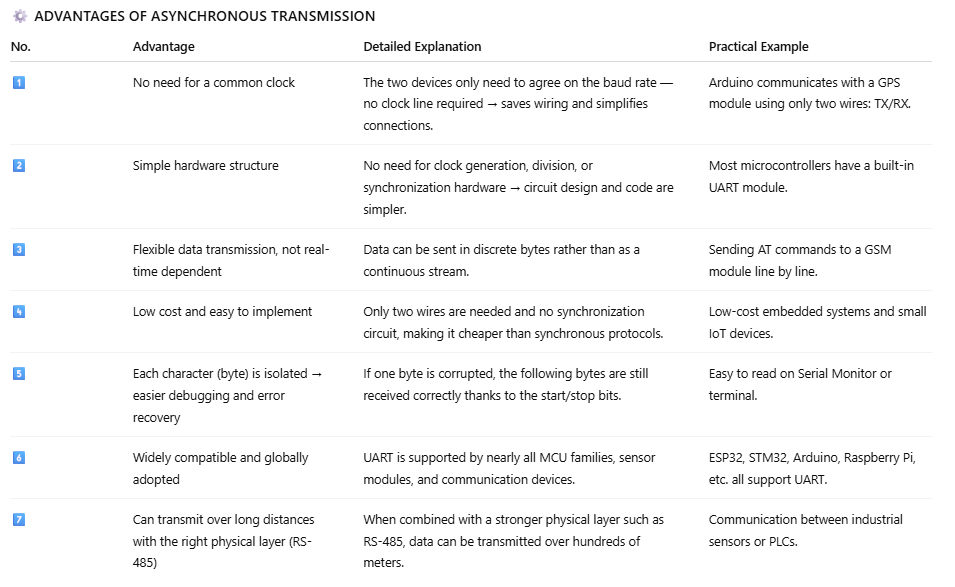 ⚙️ ADVANTAGES OF ASYNCHRONOUS TRANSMISSION
No. Advantage Detailed Explanation Practical Example
1 No need for a common clock The two devices only need to agree on the baud rate — Arduino communicates with a GPS
no clock line required → saves wiring and simplifies module using only two wires: TX/RX.
connections.
2 Simple hardware structure No need for clock generation, division, or Most microcontrollers have a built-in
synchronization hardware → circuit design and code are UART module.
simpler.
3 Flexible data transmission, not real- Data can be sent in discrete bytes rather than as a Sending AT commands to a GSM
time dependent continuous stream. module line by line.
4 Low cost and easy to implement Only two wires are needed and no synchronization Low-cost embedded systems and small
circuit, making it cheaper than synchronous protocols. IoT devices.
5 Each character (byte) is isolated → If one byte is corrupted, the following bytes are still Easy to read on Serial Monitor or
easier debugging and error received correctly thanks to the start/stop bits. terminal.
recovery
6 Widely compatible and globally UART is supported by nearly all MCU families, sensor ESP32, STM32, Arduino, Raspberry Pi,
adopted modules, and communication devices. etc. all support UART.
7 Can transmit over long distances When combined with a stronger physical layer such as Communication between industrial
with the right physical layer (RS- RS-485, data can be transmitted over hundreds of sensors or PLCs.
485) meters.